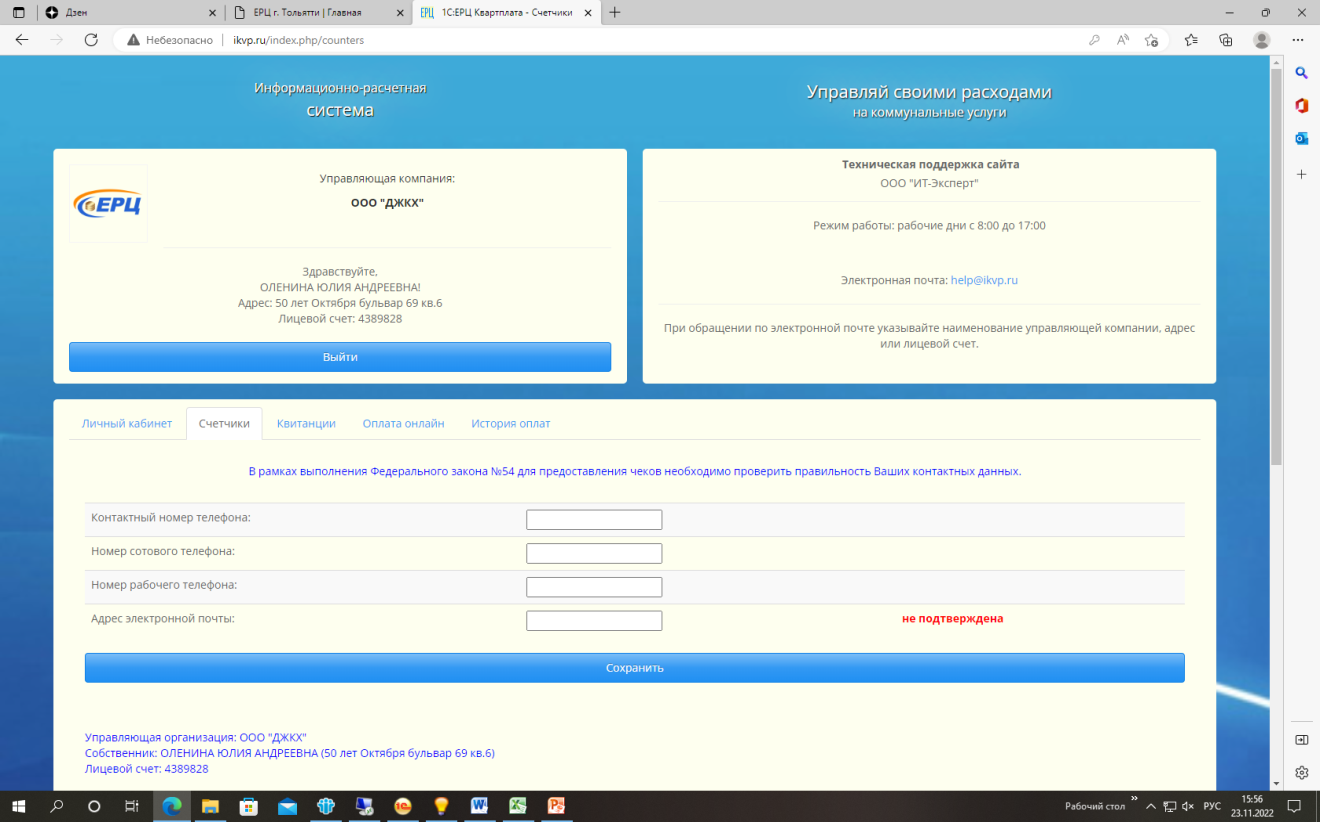 Дзен
ЕРЦ г. Тольятти | Главная
ЕРЦ 1С:ЕРЦ Квартплата - Счетчики
Небезопасно ikvp.ru/index.php/counters
Информационно-расчетная
система
Управляй своими расходами
на коммунальные услуги
ЕРЦ
Управляющая компания:
ООО "ДЖКХ"
Здравствуйте,
ОЛЕНИНА ЮЛИЯ АНДРЕЕВНА!
Адрес: 50 лет Октября бульвар 69 кв.6
Лицевой счет: 4389828
Выйти
Техническая поддержка сайта
ООО "ИТ-Эксперт"
Режим работы: рабочие дни с 8:00 до 17:00
Электронная почта: help@ikvp.ru
При обращении по электронной почте указывайте наименование управляющей компании, адрес
или лицевой счет.
Личный кабинет Счетчики Квитанции Оплата онлайн История оплат
В рамках выполнения Федерального закона №54 для предоставления чеков необходимо проверить правильность Ваших контактных данных.
Контактный номер телефона:
Номер сотового телефона:
Номер рабочего телефона:
Адрес электронной почты: не подтверждена
Сохранить
Управляющая организация: ООО "ДЖКХ"
Собственник: ОЛЕНИНА ЮЛИЯ АНДРЕЕВНА (50 лет Октября бульвар 69 кв.6)
Лицевой счет: 4389828
Рабочий стол РУС 15:56
23.11.2022